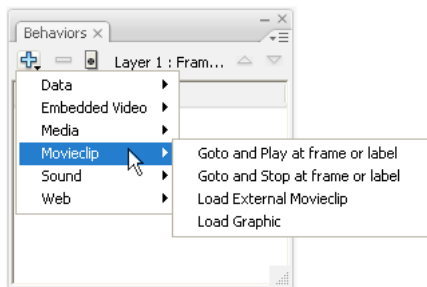 Behaviors ×
Layer 1 : Fram...
Data
Embedded Video
Media
Movieclip
Sound
Web
Goto and Play at frame or label
Goto and Stop at frame or label
Load External Movieclip
Load Graphic